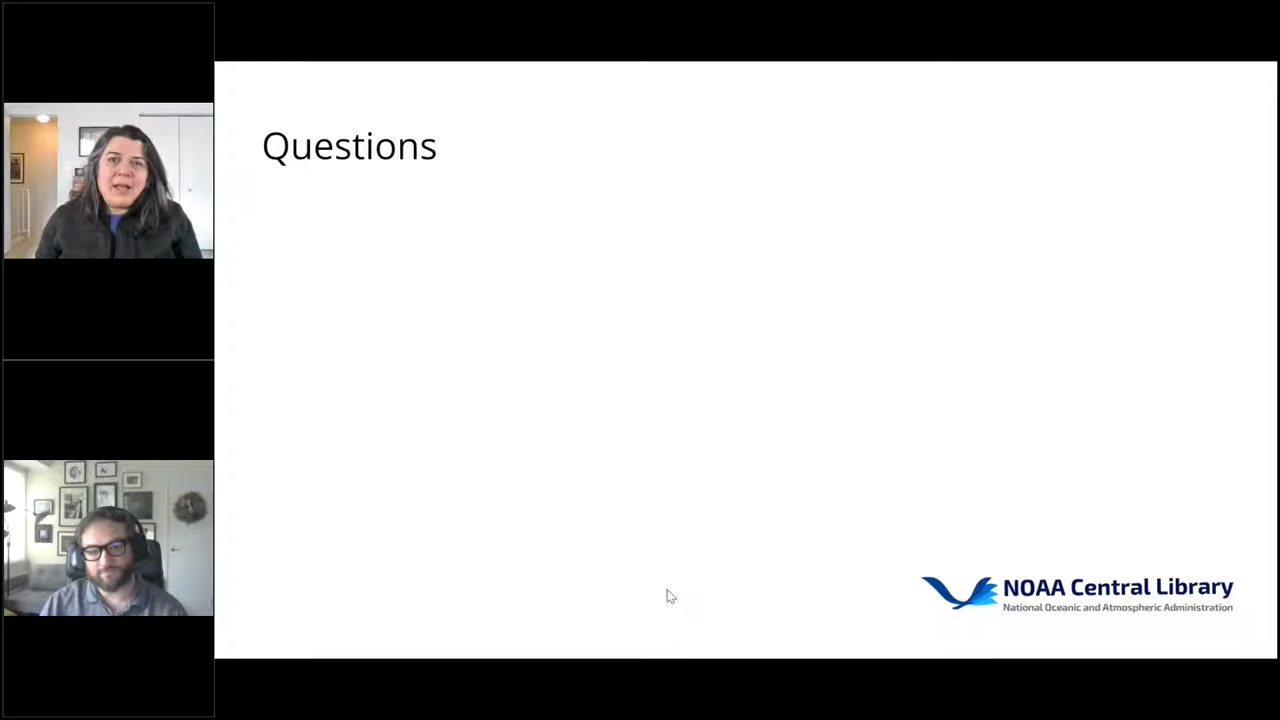 Questions
NOAA Central Library
National Oceanic and Atmospheric Administration